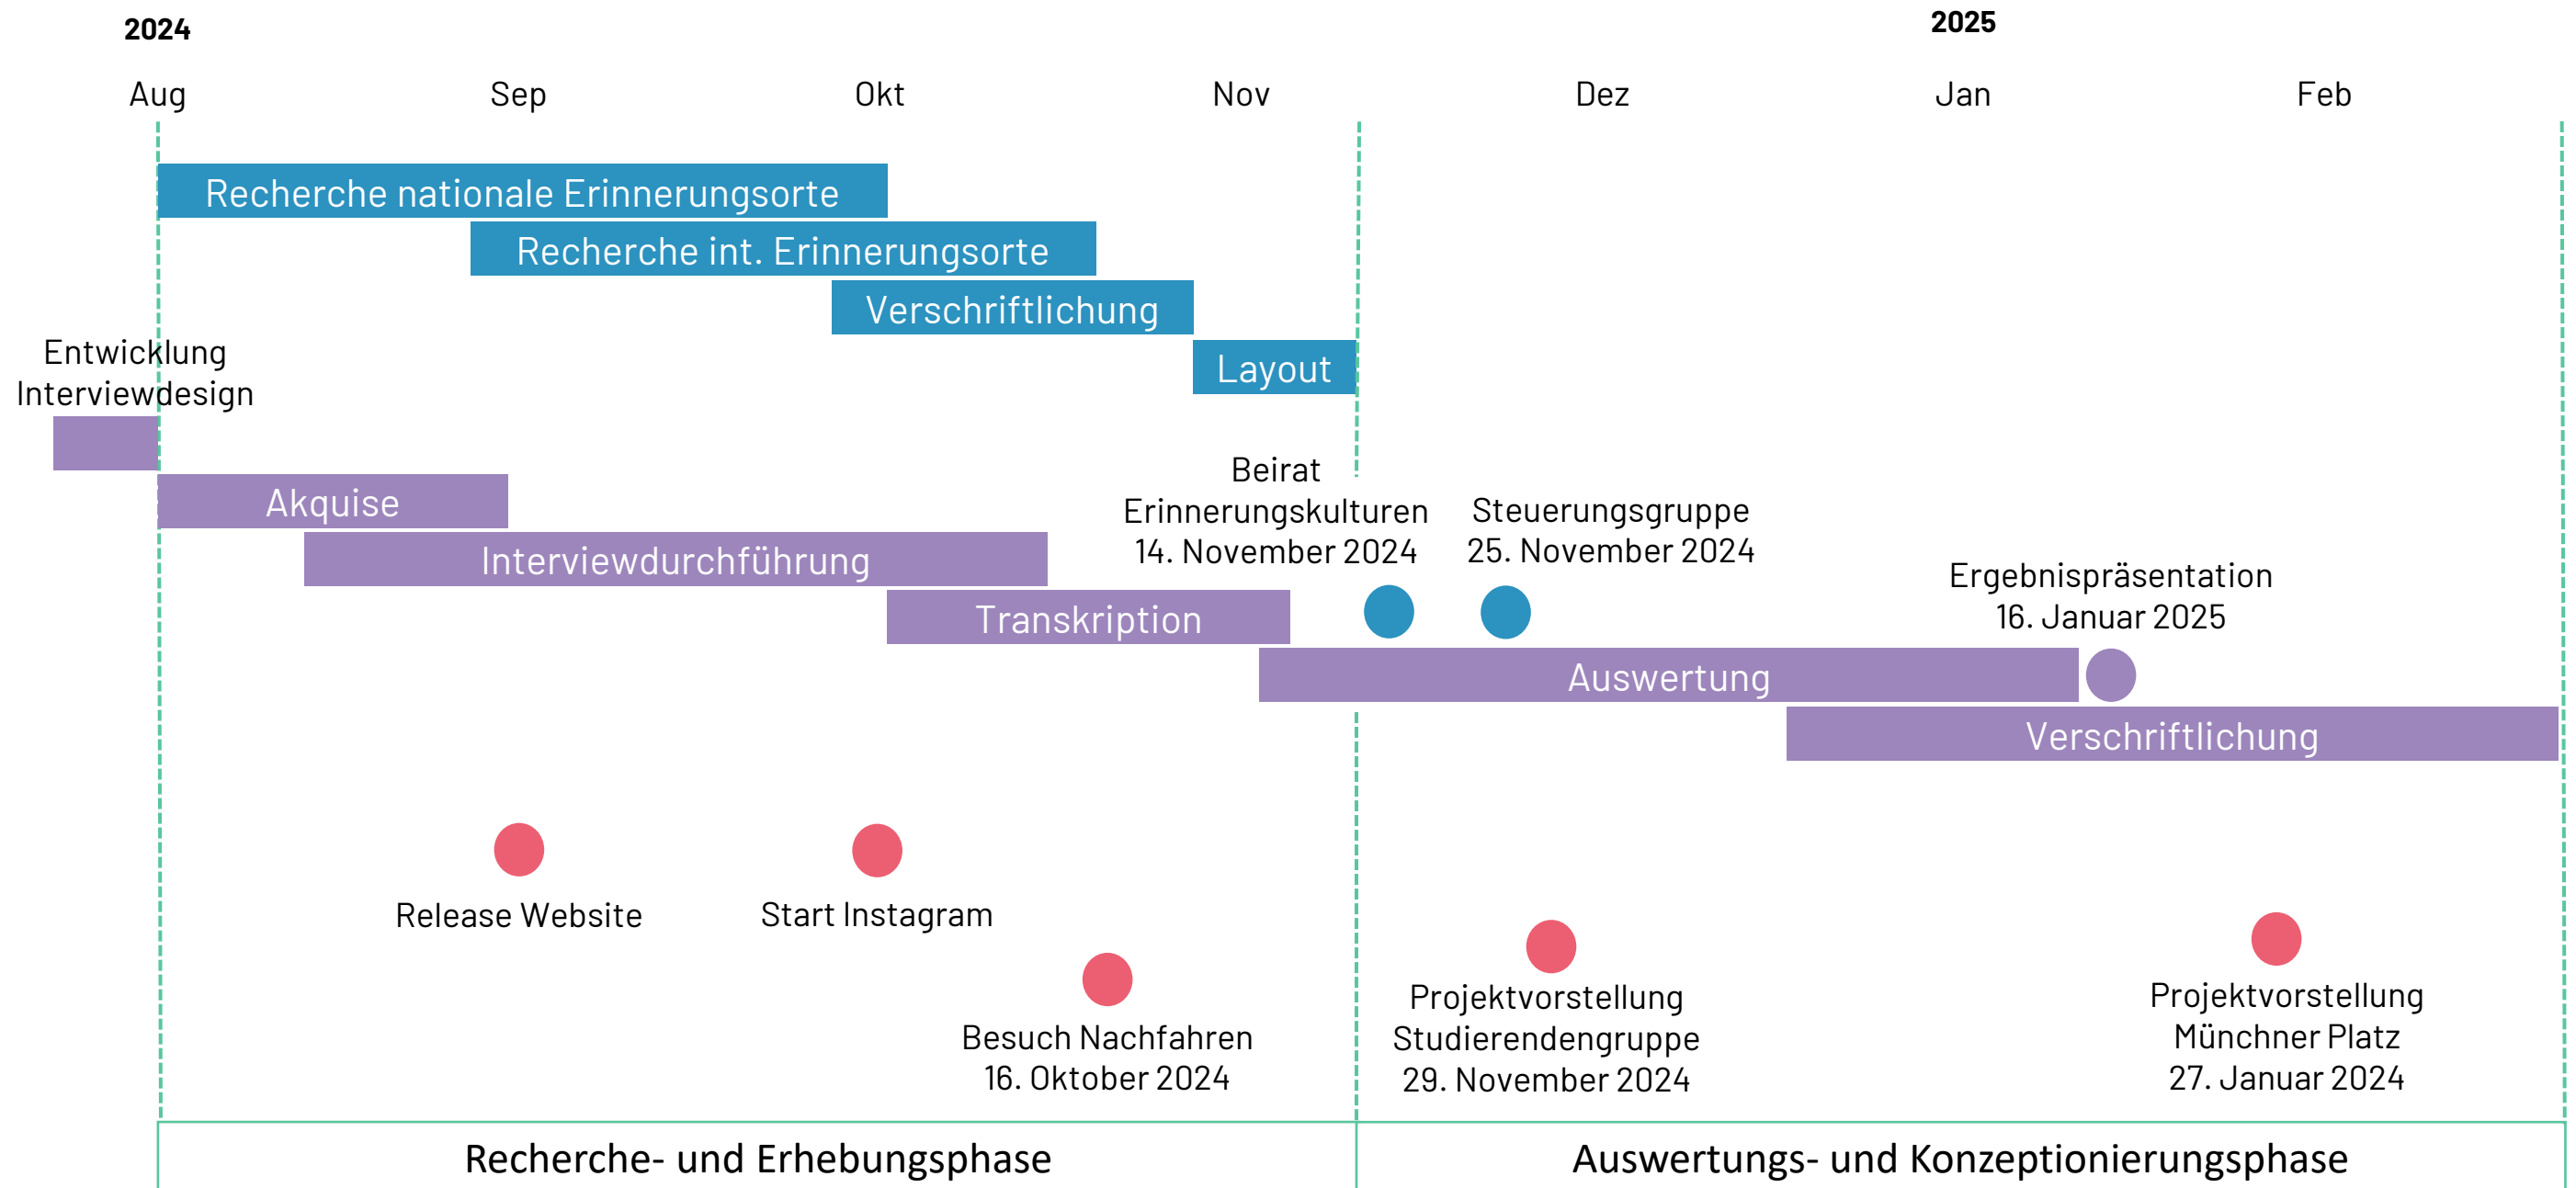 2024
2025
Aug
Sep
Okt
Nov
Dez
Jan
Feb
Recherche nationale Erinnerungsorte
Recherche int. Erinnerungsorte
Verschriftlichung
Layout
Entwicklung
Interviewdesign
Akquise
Interviewdurchführung
Transkription
Beirat
Erinnerungskulturen
14. November 2024
Steuerungsgruppe
25. November 2024
Ergebnispräsentation
16. Januar 2025
Auswertung
Verschriftlichung
Release Website
Start Instagram
Besuch Nachfahren
16. Oktober 2024
Projektvorstellung
Studierendengruppe
29. November 2024
Projektvorstellung
Münchner Platz
27. Januar 2024
Recherche- und Erhebungsphase
Auswertungs- und Konzeptionierungsphase